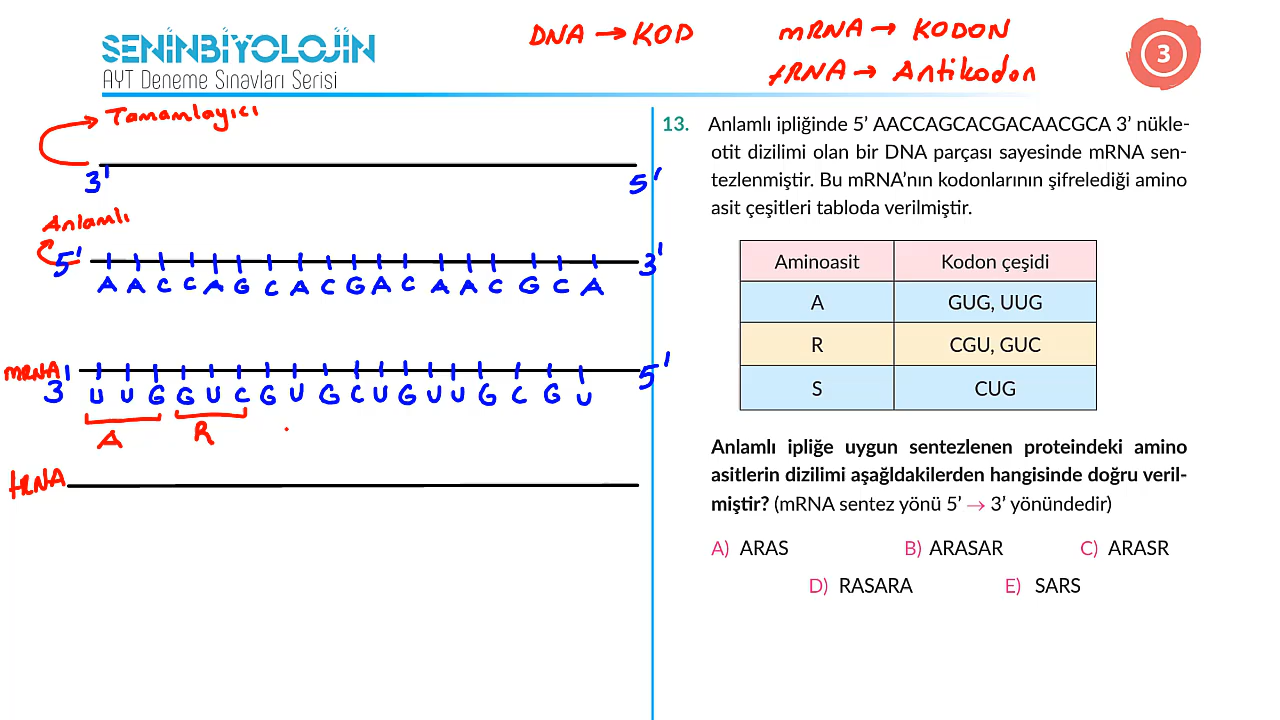 DNA → KOD
mRNA → KODON
tRNA → Antikodon
SENİNBİYOLOJİN
AYT Deneme Sınavları Serisi
3
Tamamlayıcı
3' 5'
Anlamlı
5' 3'
A A C C A G C A C G A C A A C G C A
mRNA 3' 5'
U U G G U C G U G C U G U U G C G U
A R
tRNA
13. Anlamlı ipliğinde 5’ AACCAGCACGACAACGCA 3’ nükle-
otit dizilimi olan bir DNA parçası sayesinde mRNA sen-
tezlenmiştir. Bu mRNA’nın kodonlarının şifrelediği amino
asit çeşitleri tabloda verilmiştir.
Aminoasit Kodon çeşidi
A GUG, UUG
R CGU, GUC
S CUG
Anlamlı ipliğe uygun sentezlenen proteindeki amino
asitlerin dizilimi aşağıdakilerden hangisinde doğru veril-
miştir? (mRNA sentez yönü 5’ → 3’ yönündedir)
A) ARAS B) ARASAR C) ARASR
D) RASARA E) SARS